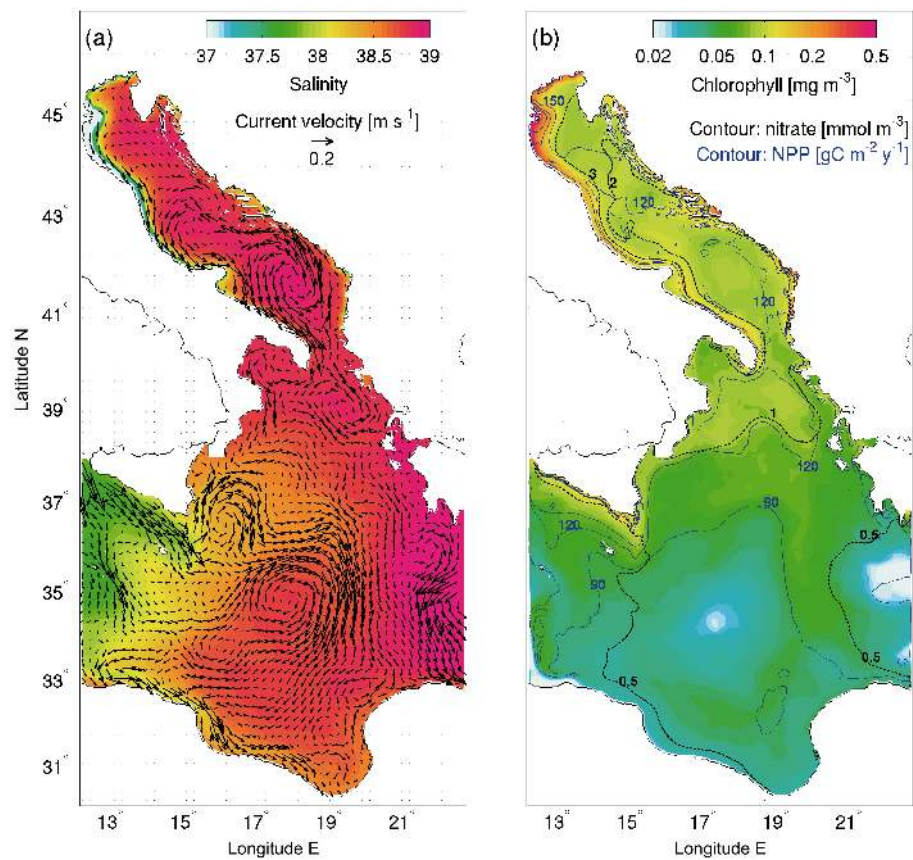 (a)
37 37.5 38 38.5 39
Salinity
Current velocity [m s⁻¹]
0.2
45°
43°
41°
39°
37°
35°
33°
31°
Latitude N
13° 15° 17° 19° 21°
Longitude E
(b)
0.02 0.05 0.1 0.2 0.5
Chlorophyll [mg m⁻³]
Contour: nitrate [mmol m⁻³]
Contour: NPP [gC m⁻² y⁻¹]
150
3 2
120
120
1
120
90
120
0.5
90
0.5
0.5
13° 15° 17° 19° 21°
Longitude E